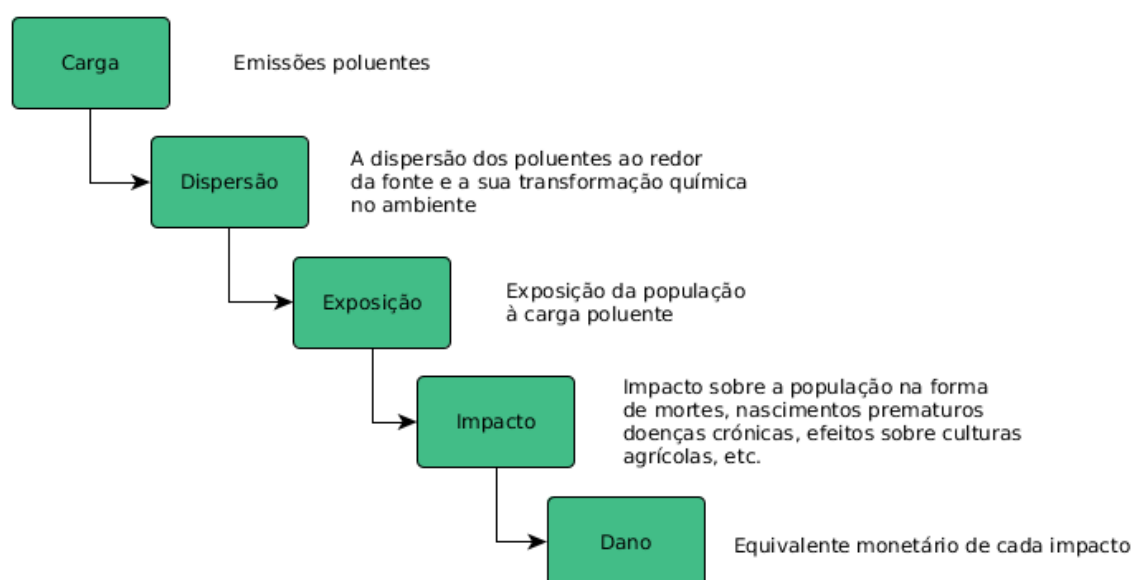 Carga
Emissões poluentes
Dispersão
A dispersão dos poluentes ao redor
da fonte e a sua transformação química
no ambiente
Exposição
Exposição da população
à carga poluente
Impacto
Impacto sobre a população na forma
de mortes, nascimentos prematuros
doenças crónicas, efeitos sobre culturas
agrícolas, etc.
Dano
Equivalente monetário de cada impacto